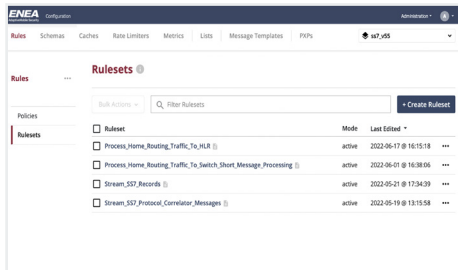 ENEA Configuration Administration
AdaptiveMobile Security
Rules Schemas Caches Rate Limiters Metrics Lists Message Templates PXPs ss7_v55
Rules ...
Policies
Rulesets
Rulesets
Bulk Actions Filter Rulesets + Create Ruleset
Ruleset Mode Last Edited
Process_Home_Routing_Traffic_To_HLR active 2022-06-17 @ 16:15:18 ...
Process_Home_Routing_Traffic_To_Switch_Short_Message_Processing active 2022-06-01 @ 16:38:06 ...
Stream_SS7_Records active 2022-05-21 @ 17:34:39 ...
Stream_SS7_Protocol_Correlator_Messages active 2022-05-19 @ 13:15:58 ...